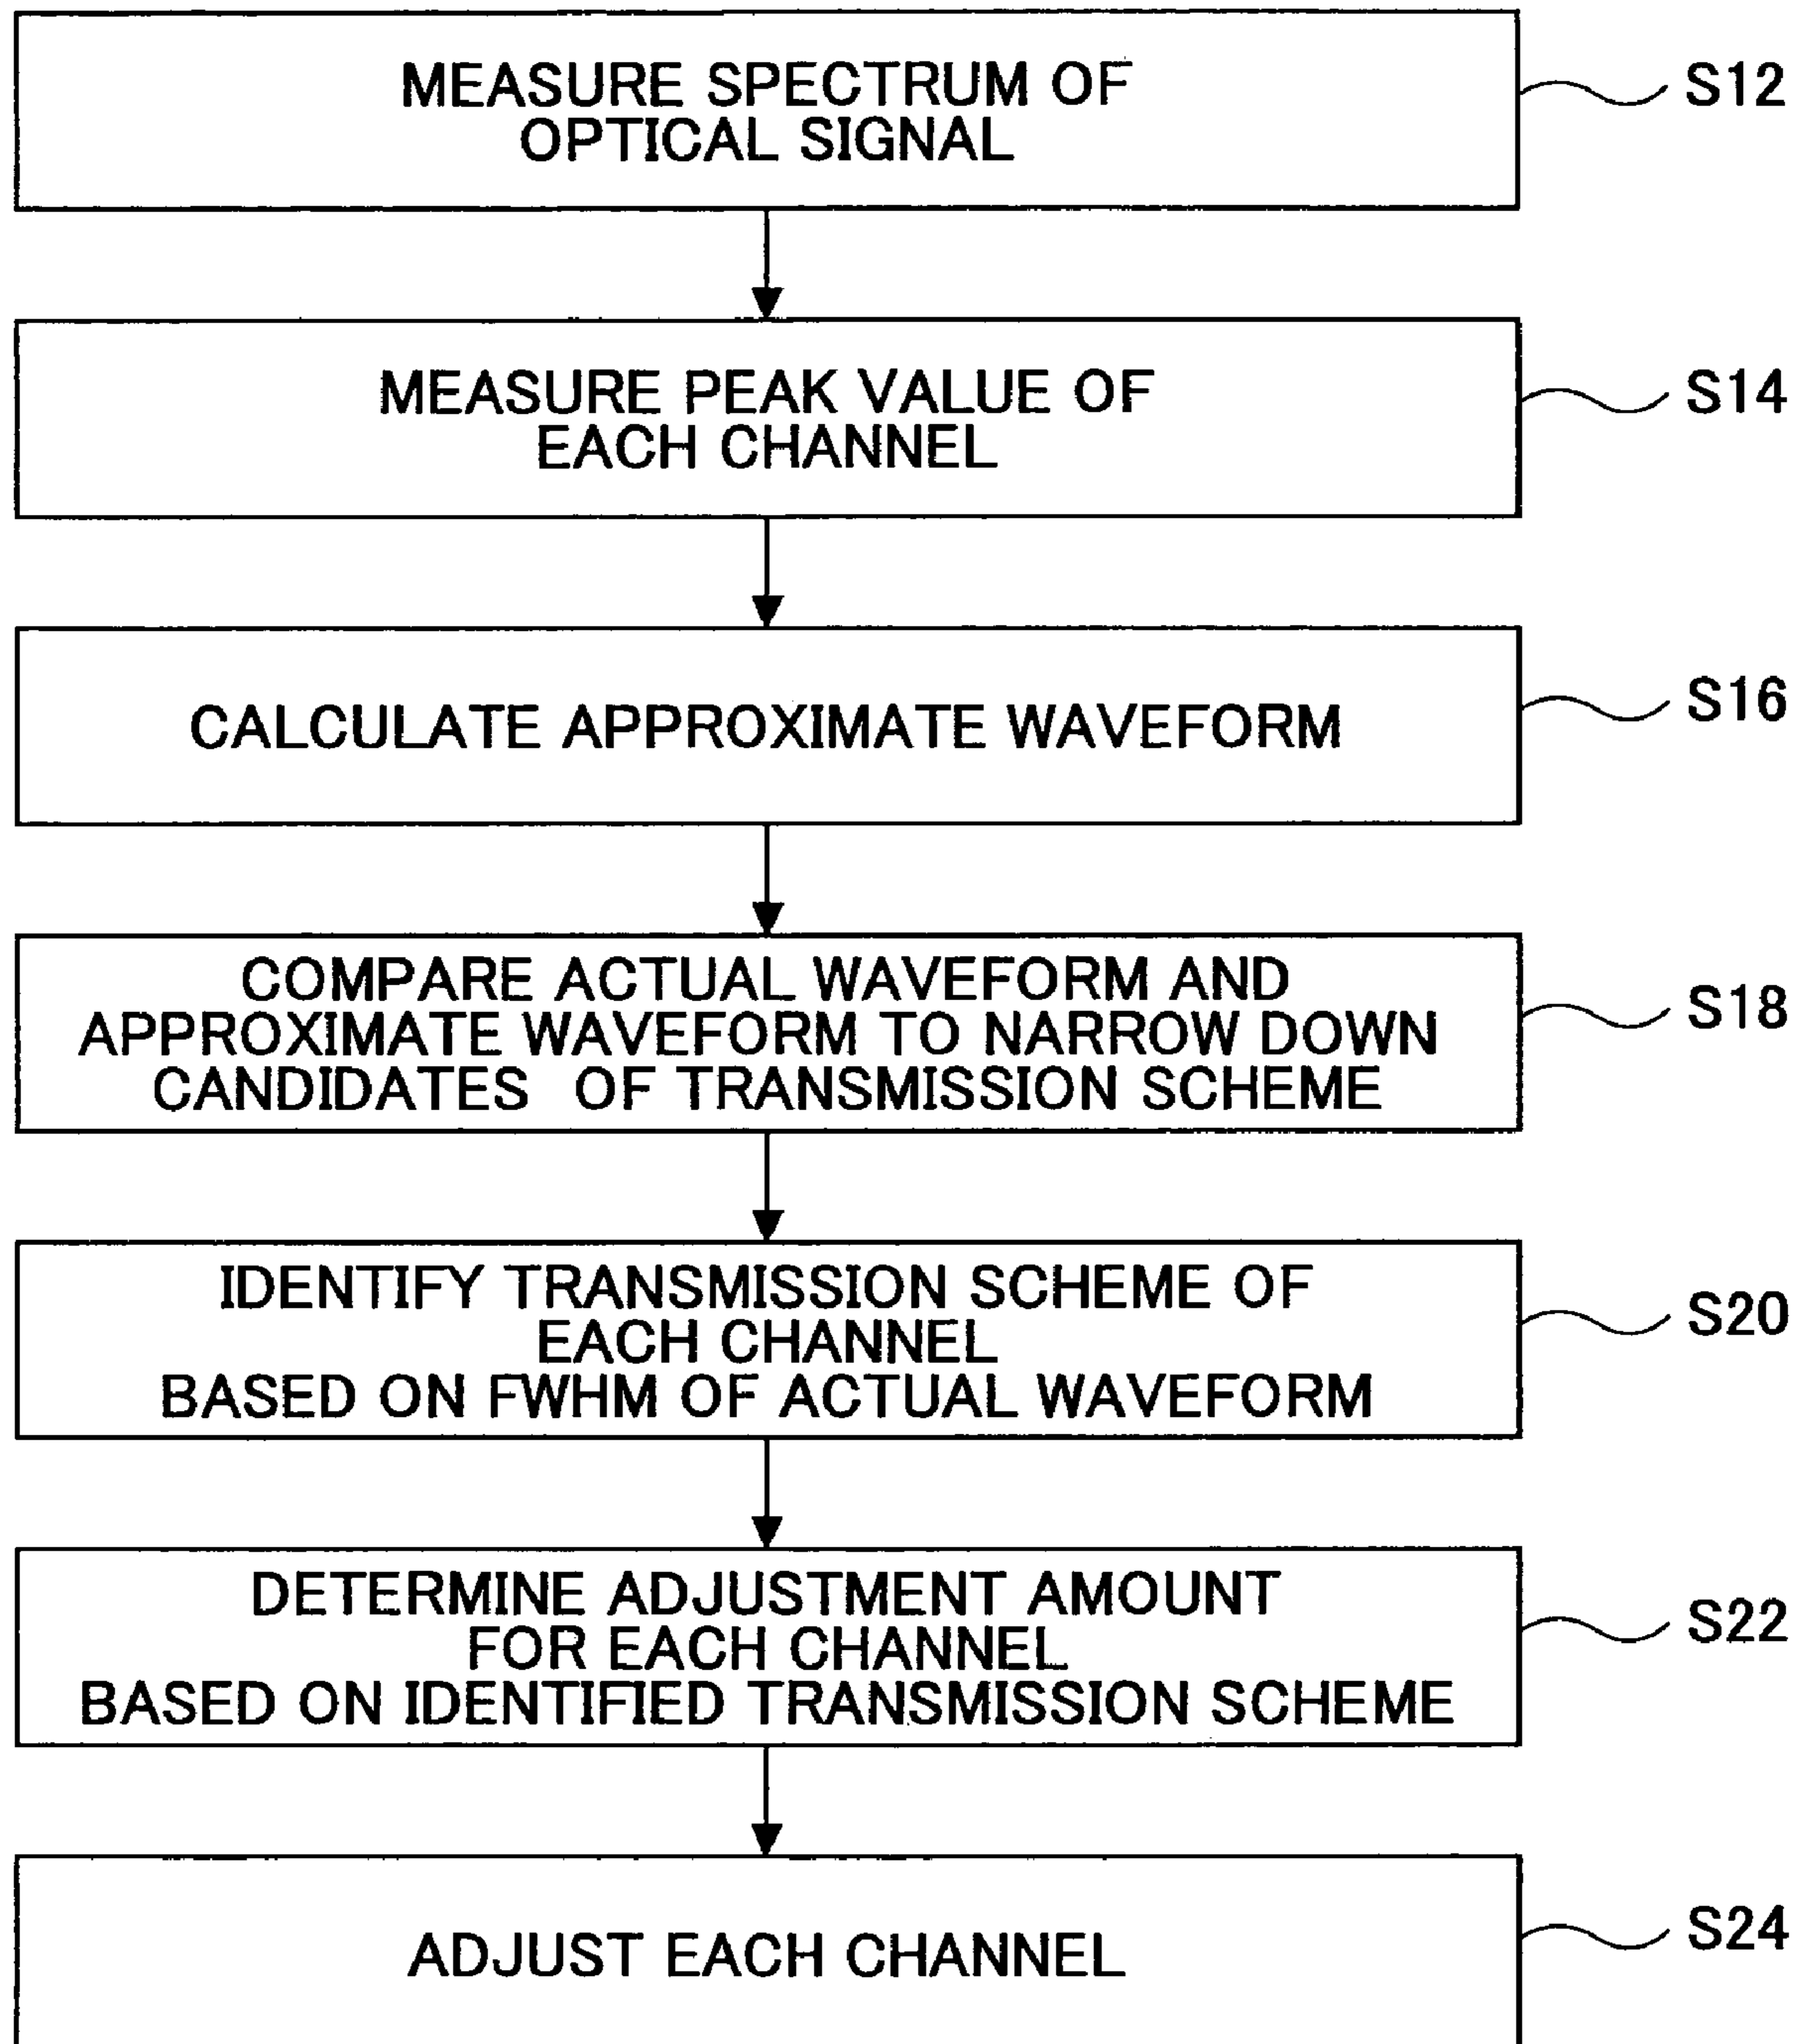 MEASURE SPECTRUM OF
OPTICAL SIGNAL
S12
MEASURE PEAK VALUE OF
EACH CHANNEL
S14
CALCULATE APPROXIMATE WAVEFORM
S16
COMPARE ACTUAL WAVEFORM AND
APPROXIMATE WAVEFORM TO NARROW DOWN
CANDIDATES OF TRANSMISSION SCHEME
S18
IDENTIFY TRANSMISSION SCHEME OF
EACH CHANNEL
BASED ON FWHM OF ACTUAL WAVEFORM
S20
DETERMINE ADJUSTMENT AMOUNT
FOR EACH CHANNEL
BASED ON IDENTIFIED TRANSMISSION SCHEME
S22
ADJUST EACH CHANNEL
S24